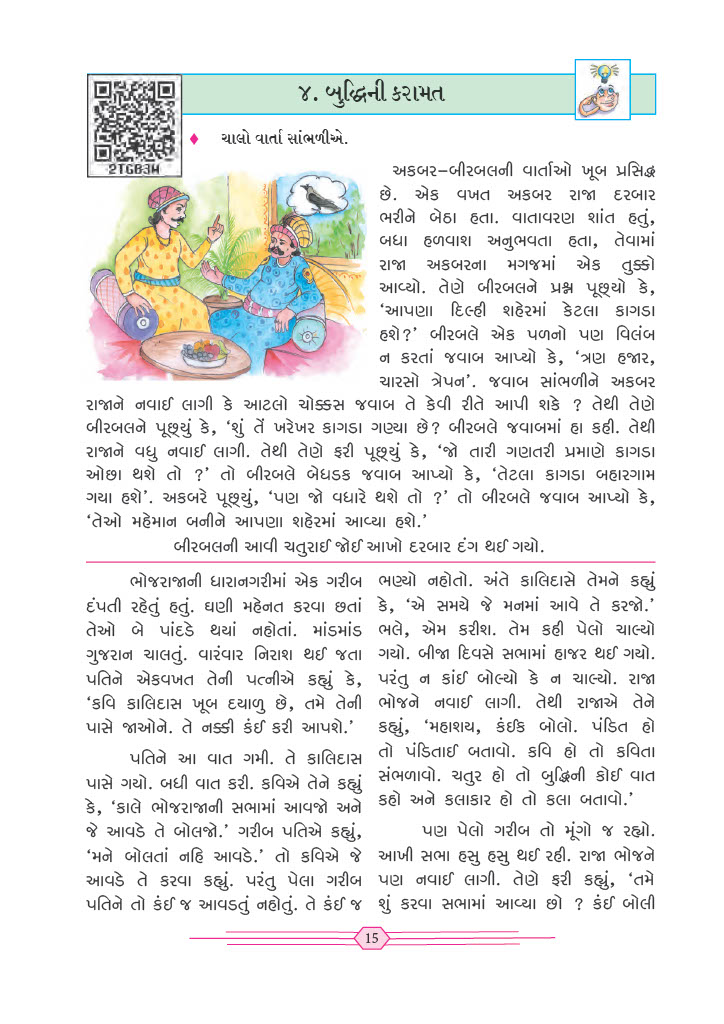 ૪. બુદ્ધિની કરામત
2TGB3W
♦ ચાલો વાર્તા સાંભળીએ.
અકબર–બીરબલની વાર્તાઓ ખૂબ પ્રસિદ્ધ
છે. એક વખત અકબર રાજા દરબાર
ભરીને બેઠા હતા. વાતાવરણ શાંત હતું,
બધા હળવાશ અનુભવતા હતા, તેવામાં
રાજા અકબરના મગજમાં એક તુક્કો
આવ્યો. તેણે બીરબલને પ્રશ્ન પૂછ્યો કે,
‘આપણા દિલ્હી શહેરમાં કેટલા કાગડા
હશે?’ બીરબલે એક પળનો પણ વિલંબ
ન કરતાં જવાબ આપ્યો કે, ‘ત્રણ હજાર,
ચારસો ત્રેપન’. જવાબ સાંભળીને અકબર
રાજાને નવાઈ લાગી કે આટલો ચોક્કસ જવાબ તે કેવી રીતે આપી શકે ? તેથી તેણે
બીરબલને પૂછ્યું કે, ‘શું તેં ખરેખર કાગડા ગણ્યા છે? બીરબલે જવાબમાં હા કહી. તેથી
રાજાને વધુ નવાઈ લાગી. તેથી તેણે ફરી પૂછ્યું કે, ‘જો તારી ગણતરી પ્રમાણે કાગડા
ઓછા થશે તો ?’ તો બીરબલે બેધડક જવાબ આપ્યો કે, ‘તેટલા કાગડા બહારગામ
ગયા હશે’. અકબરે પૂછ્યું, ‘પણ જો વધારે થશે તો ?’ તો બીરબલે જવાબ આપ્યો કે,
‘તેઓ મહેમાન બનીને આપણા શહેરમાં આવ્યા હશે.’
બીરબલની આવી ચતુરાઈ જોઈ આખો દરબાર દંગ થઈ ગયો.
ભોજરાજાની ધારાનગરીમાં એક ગરીબ
દંપતી રહેતું હતું. ઘણી મહેનત કરવા છતાં
તેઓ બે પાંદડે થયાં નહોતાં. માંડમાંડ
ગુજરાન ચાલતું. વારંવાર નિરાશ થઈ જતા
પતિને એકવખત તેની પત્નીએ કહ્યું કે,
‘કવિ કાલિદાસ ખૂબ દયાળુ છે, તમે તેની
પાસે જાઓને. તે નક્કી કંઈ કરી આપશે.’
પતિને આ વાત ગમી. તે કાલિદાસ
પાસે ગયો. બધી વાત કરી. કવિએ તેને કહ્યું
કે, ‘કાલે ભોજરાજાની સભામાં આવજો અને
જે આવડે તે બોલજો.’ ગરીબ પતિએ કહ્યું,
‘મને બોલતાં નહિ આવડે.’ તો કવિએ જે
આવડે તે કરવા કહ્યું. પરંતુ પેલા ગરીબ
પતિને તો કંઈ જ આવડતું નહોતું. તે કંઈ જ
ભણ્યો નહોતો. અંતે કાલિદાસે તેમને કહ્યું
કે, ‘એ સમયે જે મનમાં આવે તે કરજો.’
ભલે, એમ કરીશ. તેમ કહી પેલો ચાલ્યો
ગયો. બીજા દિવસે સભામાં હાજર થઈ ગયો.
પરંતુ ન કાંઈ બોલ્યો કે ન ચાલ્યો. રાજા
ભોજને નવાઈ લાગી. તેથી રાજાએ તેને
કહ્યું, ‘મહાશય, કંઈક બોલો. પંડિત હો
તો પંડિતાઈ બતાવો. કવિ હો તો કવિતા
સંભળાવો. ચતુર હો તો બુદ્ધિની કોઈ વાત
કહો અને કલાકાર હો તો કલા બતાવો.’
પણ પેલો ગરીબ તો મૂંગો જ રહ્યો.
આખી સભા હસુ હસુ થઈ રહી. રાજા ભોજને
પણ નવાઈ લાગી. તેણે ફરી કહ્યું, ‘તમે
શું કરવા સભામાં આવ્યા છો ? કંઈ બોલી
15